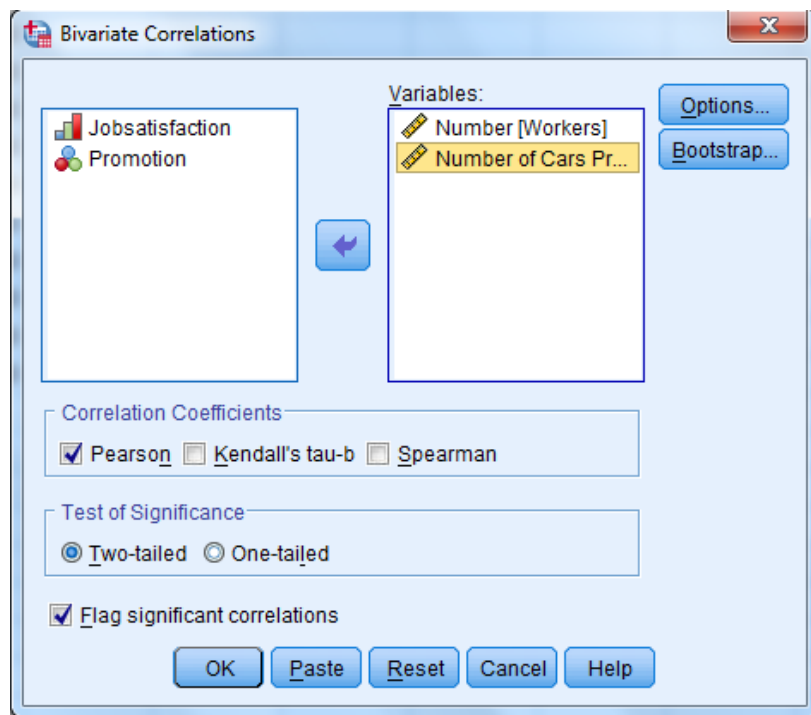 Bivariate Correlations
X
Jobsatisfaction
Promotion
Variables:
Number [Workers]
Number of Cars Pr...
Options...
Bootstrap...
Correlation Coefficients
Pearson Kendall's tau-b Spearman
Test of Significance
Two-tailed One-tailed
Flag significant correlations
OK Paste Reset Cancel Help